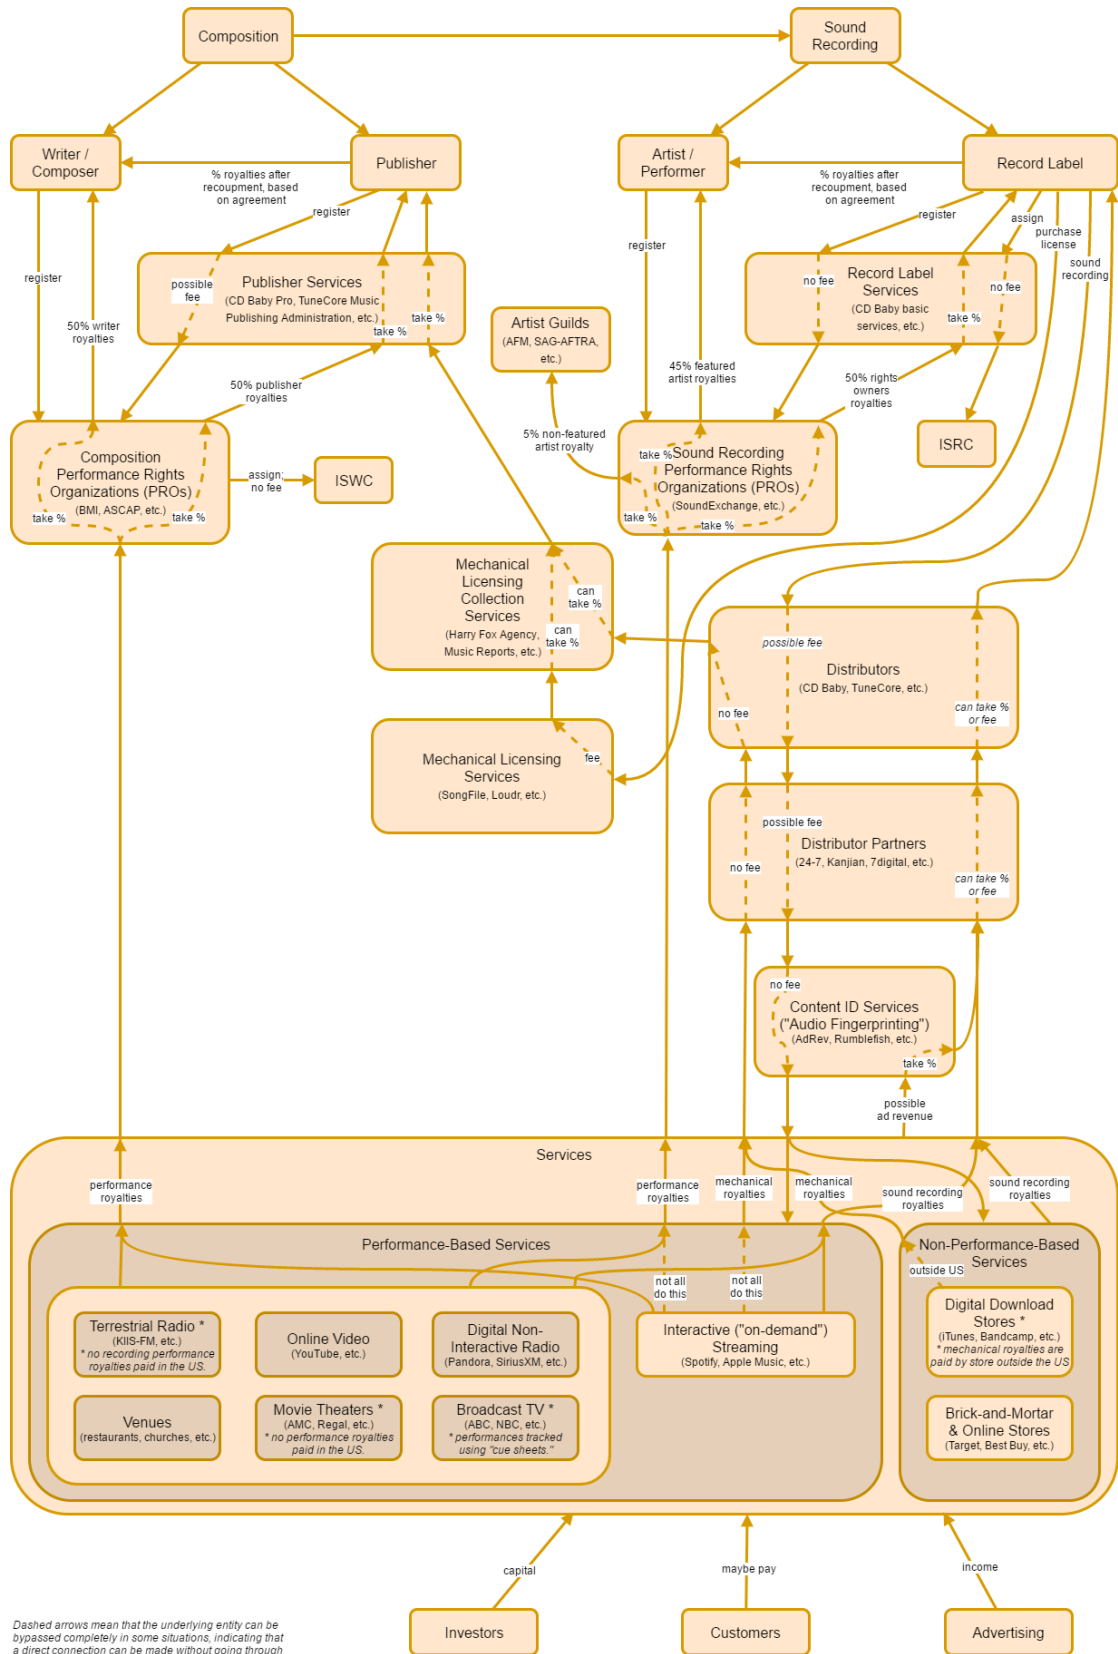 Composition
Sound
Recording
Writer /
Composer
Publisher
Artist /
Performer
Record Label
% royalties after
recoupment, based
on agreement
% royalties after
recoupment, based
on agreement
register
register
assign
purchase
license
register
register
sound
recording
possible
fee
Publisher Services
(CD Baby Pro, TuneCore Music
Publishing Administration, etc.)
take %
take %
no fee
Record Label
Services
(CD Baby basic
services, etc.)
take %
no fee
50% writer
royalties
Artist Guilds
(AFM, SAG-AFTRA,
etc.)
45% featured
artist royalties
50% publisher
royalties
50% rights
owners
royalties
5% non-featured
artist royalty
Composition
Performance Rights
Organizations (PROs)
(BMI, ASCAP, etc.)
take %
take %
assign;
no fee
ISWC
take %
Sound Recording
Performance Rights
Organizations (PROs)
(SoundExchange, etc.)
take %
take %
ISRC
Mechanical
Licensing
Collection
Services
(Harry Fox Agency,
Music Reports, etc.)
can
take %
can
take %
possible fee
Distributors
(CD Baby, TuneCore, etc.)
no fee
can take %
or fee
Mechanical Licensing
Services
(SongFile, Loudr, etc.)
fee
possible fee
Distributor Partners
(24-7, Kanjian, 7digital, etc.)
no fee
can take %
or fee
no fee
Content ID Services
("Audio Fingerprinting")
(AdRev, Rumblefish, etc.)
take %
possible
ad revenue
Services
performance
royalties
performance
royalties
mechanical
royalties
mechanical
royalties
sound recording
royalties
sound recording
royalties
Performance-Based Services
Non-Performance-Based
Services
not all
do this
not all
do this
outside US
Terrestrial Radio *
(KIIS-FM, etc.)
* no recording performance
royalties paid in the US.
Online Video
(YouTube, etc.)
Digital Non-
Interactive Radio
(Pandora, SiriusXM, etc.)
Interactive ("on-demand")
Streaming
(Spotify, Apple Music, etc.)
Digital Download
Stores *
(iTunes, Bandcamp, etc.)
* mechanical royalties are
paid by store outside the US
Venues
(restaurants, churches, etc.)
Movie Theaters *
(AMC, Regal, etc.)
* no performance royalties
paid in the US.
Broadcast TV *
(ABC, NBC, etc.)
* performances tracked
using "cue sheets."
Brick-and-Mortar
& Online Stores
(Target, Best Buy, etc.)
capital
maybe pay
income
Investors
Customers
Advertising
Dashed arrows mean that the underlying entity can be
bypassed completely in some situations, indicating that
a direct connection can be made without going through